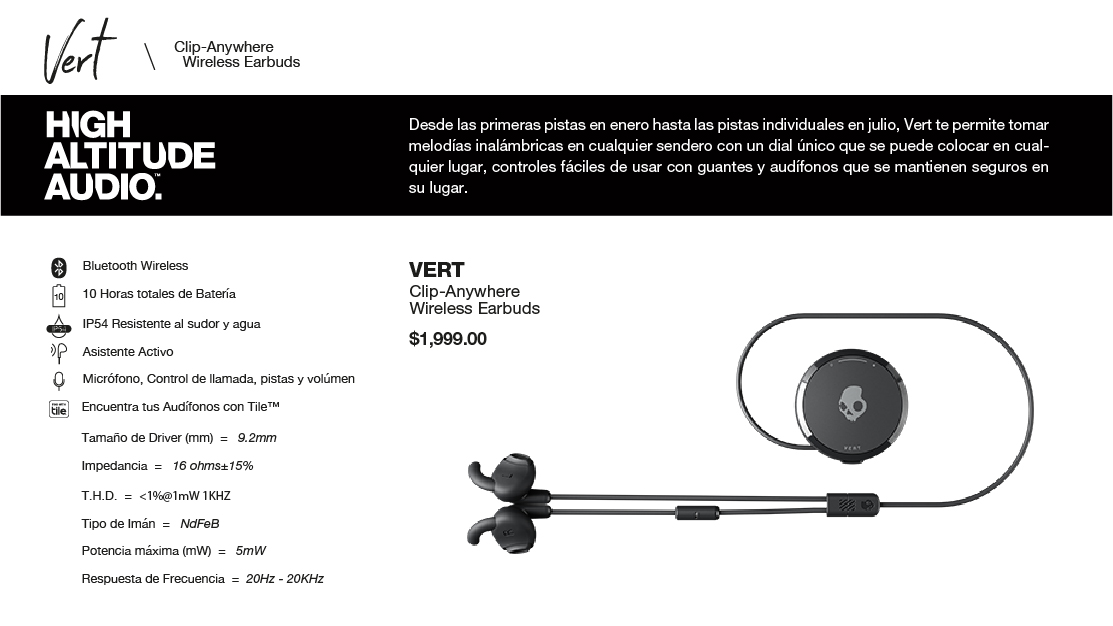 Vert
Clip-Anywhere
Wireless Earbuds
HIGH
ALTITUDE
AUDIO.™
Desde las primeras pistas en enero hasta las pistas individuales en julio, Vert te permite tomar
melodías inalámbricas en cualquier sendero con un dial único que se puede colocar en cual-
quier lugar, controles fáciles de usar con guantes y audífonos que se mantienen seguros en
su lugar.
Bluetooth Wireless
10 10 Horas totales de Batería
IP54 IP54 Resistente al sudor y agua
Asistente Activo
Micrófono, Control de llamada, pistas y volúmen
tile Encuentra tus Audífonos con Tile™
Tamaño de Driver (mm) = 9.2mm
Impedancia = 16 ohms±15%
T.H.D. = <1%@1mW 1KHZ
Tipo de Imán = NdFeB
Potencia máxima (mW) = 5mW
Respuesta de Frecuencia = 20Hz - 20KHz
VERT
Clip-Anywhere
Wireless Earbuds
$1,999.00
VERT